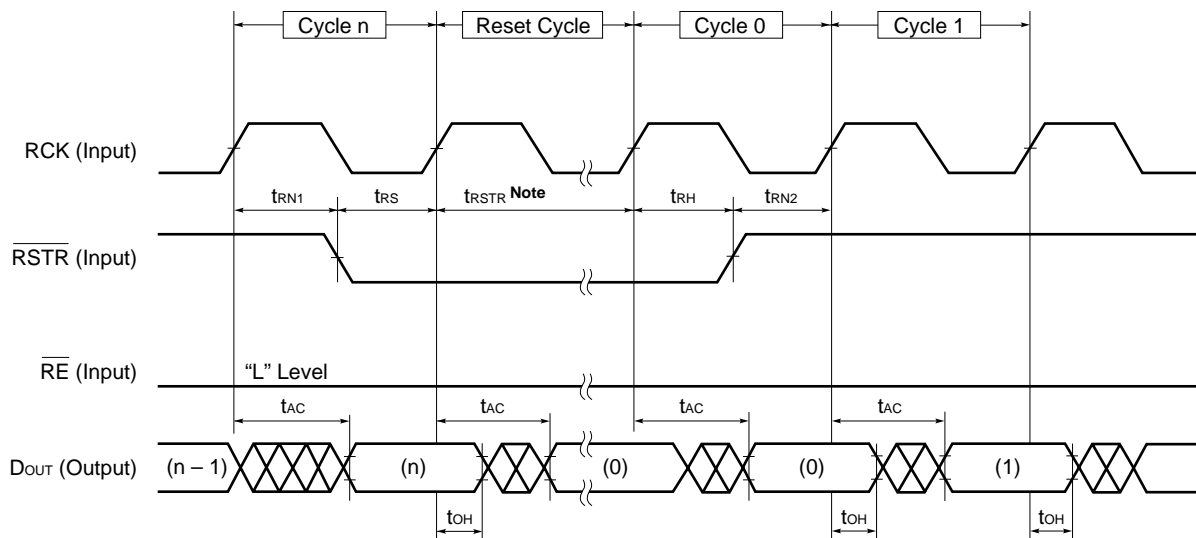 Cycle n Reset Cycle Cycle 0 Cycle 1
RCK (Input)
tRN1 tRS tRSTR Note tRH tRN2
RSTR (Input)
RE (Input)
“L” Level
tAC tAC tAC tAC
DOUT (Output) (n – 1) (n) (0) (0) (1)
tOH tOH tOH